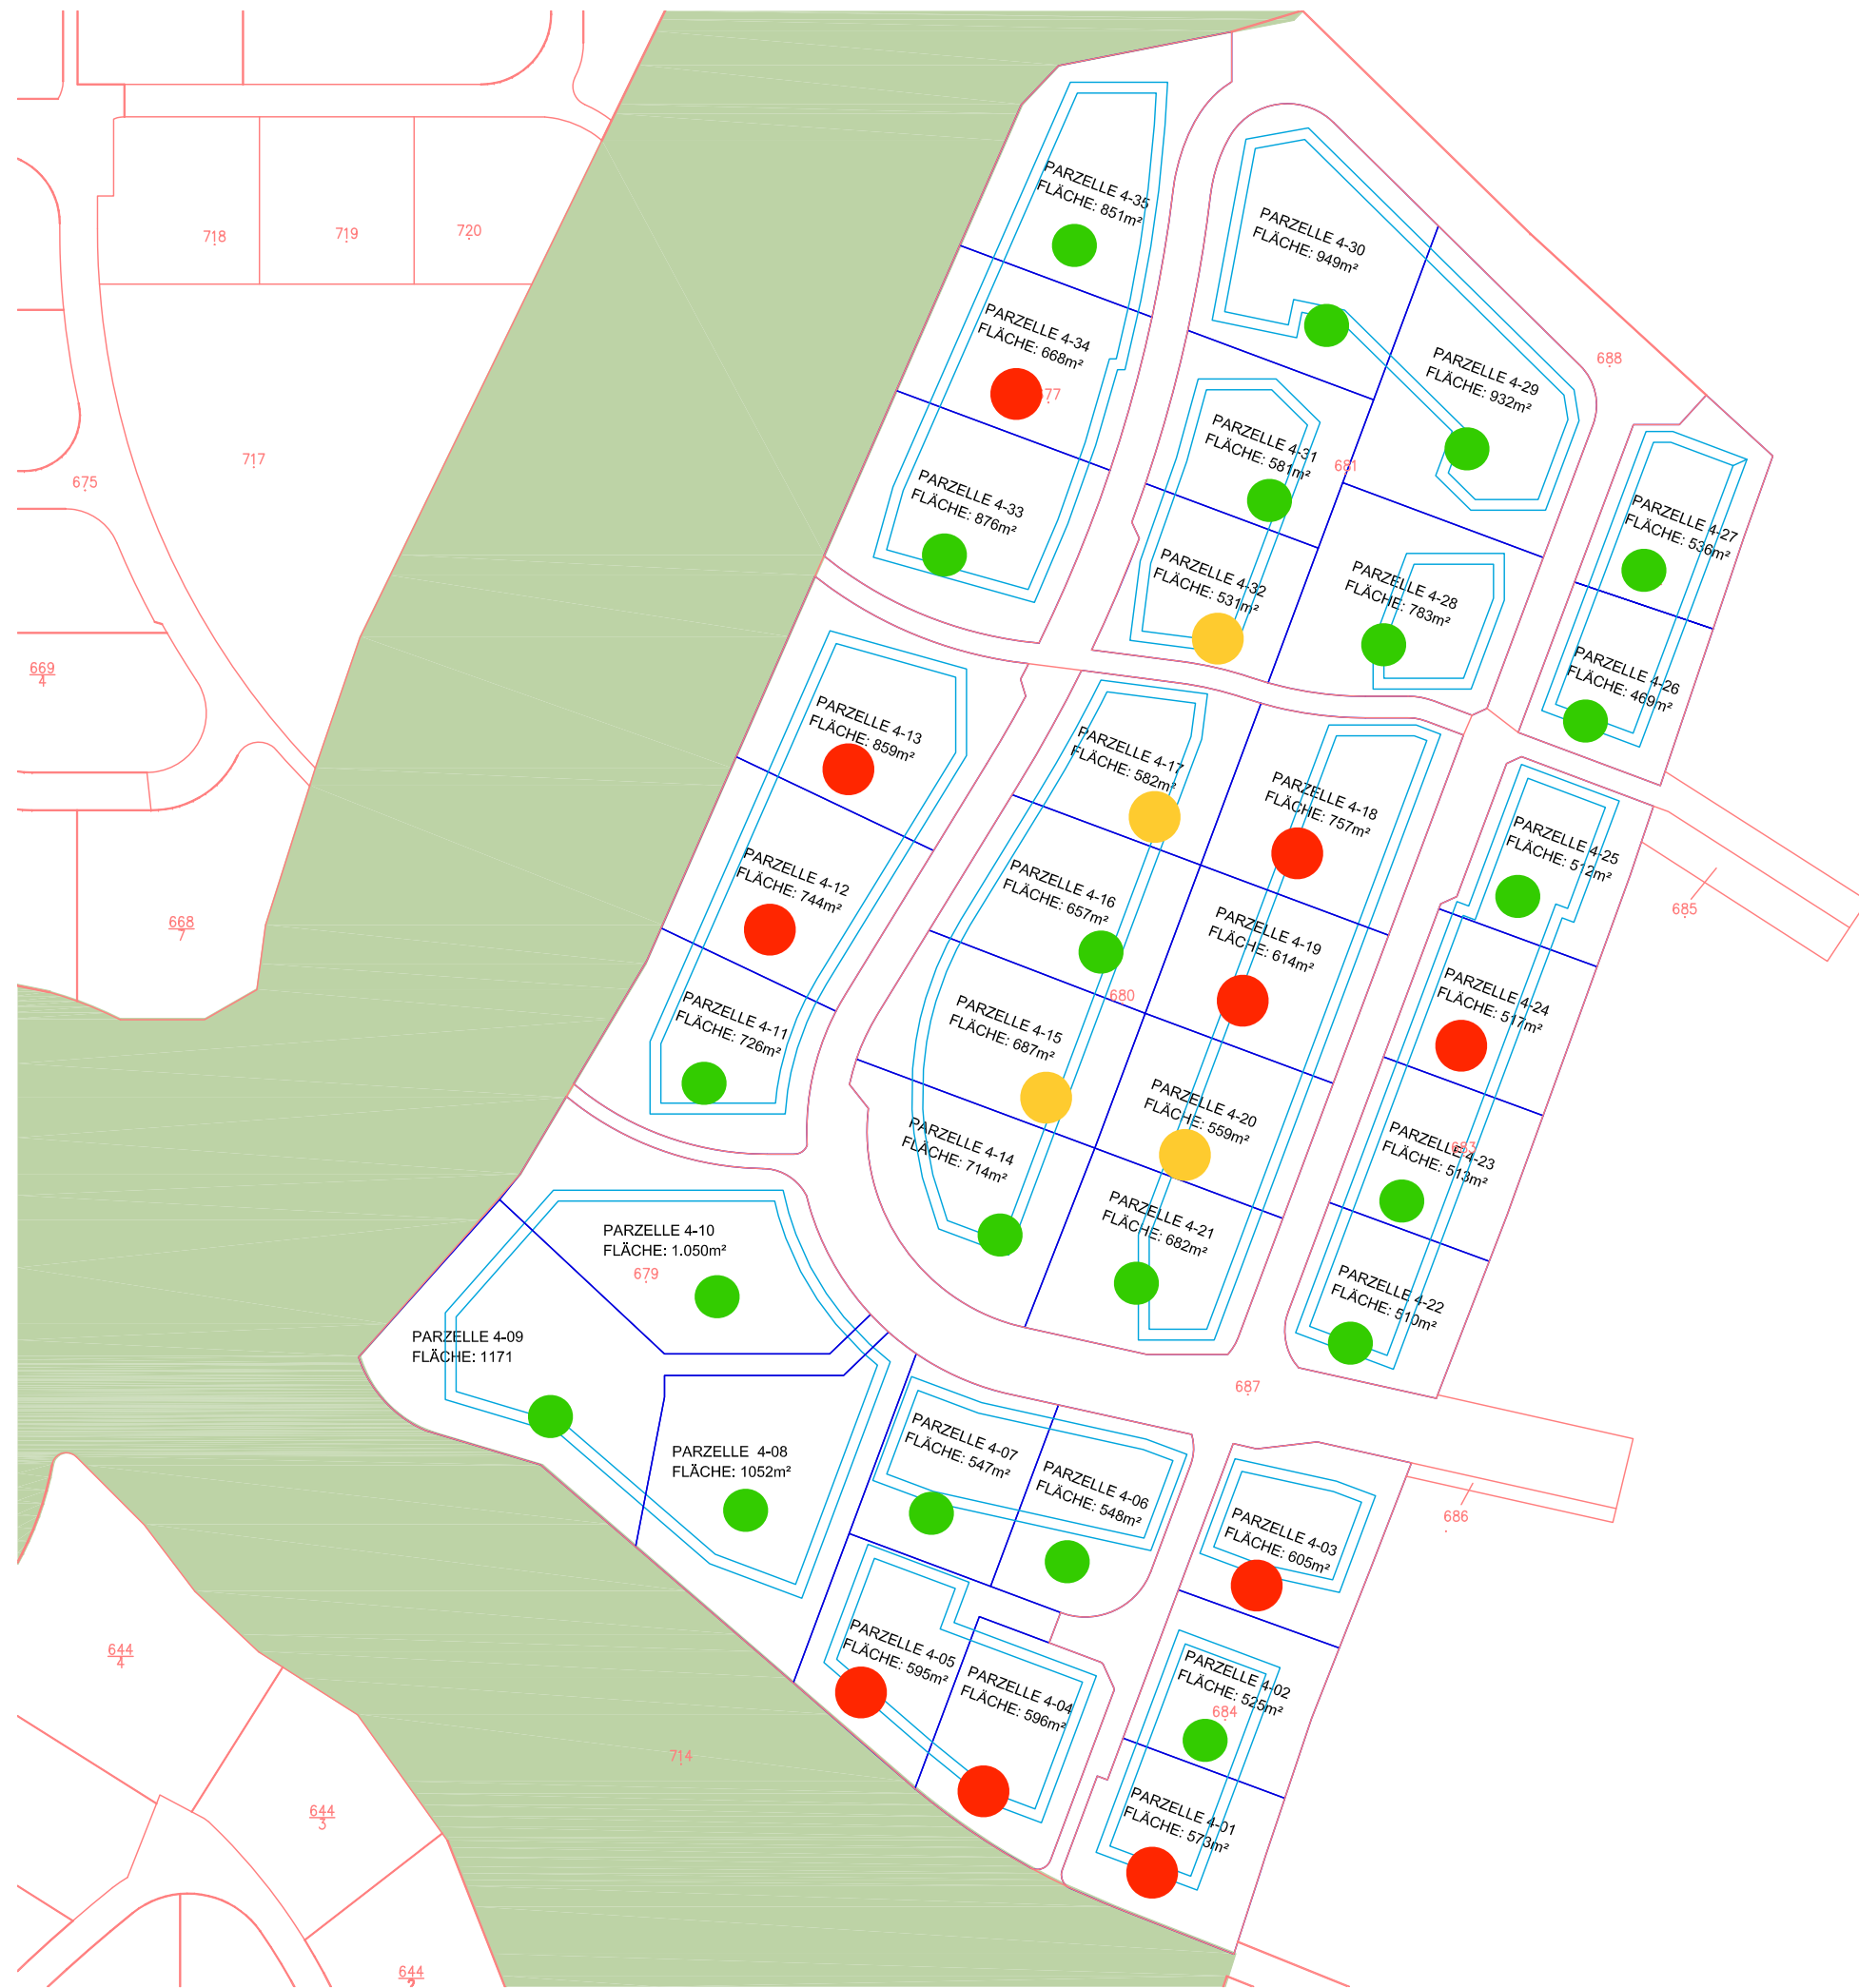 PARZELLE 4-35
FLÄCHE: 851m²
PARZELLE 4-30
FLÄCHE: 949m²
718
719
720
PARZELLE 4-34
FLÄCHE: 668m²
77
PARZELLE 4-29
FLÄCHE: 932m²
688
PARZELLE 4-31
FLÄCHE: 581m²
681
717
675
PARZELLE 4-33
FLÄCHE: 876m²
PARZELLE 4-27
FLÄCHE: 536m²
PARZELLE 4-32
FLÄCHE: 531m²
PARZELLE 4-28
FLÄCHE: 783m²
669
4
PARZELLE 4-26
FLÄCHE: 469m²
PARZELLE 4-13
FLÄCHE: 859m²
PARZELLE 4-17
FLÄCHE: 582m²
PARZELLE 4-18
FLÄCHE: 757m²
PARZELLE 4-25
FLÄCHE: 512m²
PARZELLE 4-12
FLÄCHE: 744m²
PARZELLE 4-16
FLÄCHE: 657m²
685
668
7
PARZELLE 4-19
FLÄCHE: 614m²
680
PARZELLE 4-24
FLÄCHE: 517m²
PARZELLE 4-11
FLÄCHE: 726m²
PARZELLE 4-15
FLÄCHE: 687m²
PARZELLE 4-20
FLÄCHE: 559m²
PARZELLE 4-23
FLÄCHE: 513m²
683
PARZELLE 4-14
FLÄCHE: 714m²
PARZELLE 4-21
FLÄCHE: 682m²
PARZELLE 4-10
FLÄCHE: 1.050m²
679
PARZELLE 4-22
FLÄCHE: 510m²
PARZELLE 4-09
FLÄCHE: 1171
687
PARZELLE 4-07
FLÄCHE: 547m²
PARZELLE 4-08
FLÄCHE: 1052m²
PARZELLE 4-06
FLÄCHE: 548m²
686
PARZELLE 4-03
FLÄCHE: 605m²
644
4
PARZELLE 4-05
FLÄCHE: 595m²
PARZELLE 4-04
FLÄCHE: 596m²
PARZELLE 4-02
FLÄCHE: 525m²
684
714
644
3
PARZELLE 4-01
FLÄCHE: 573m²
644
2